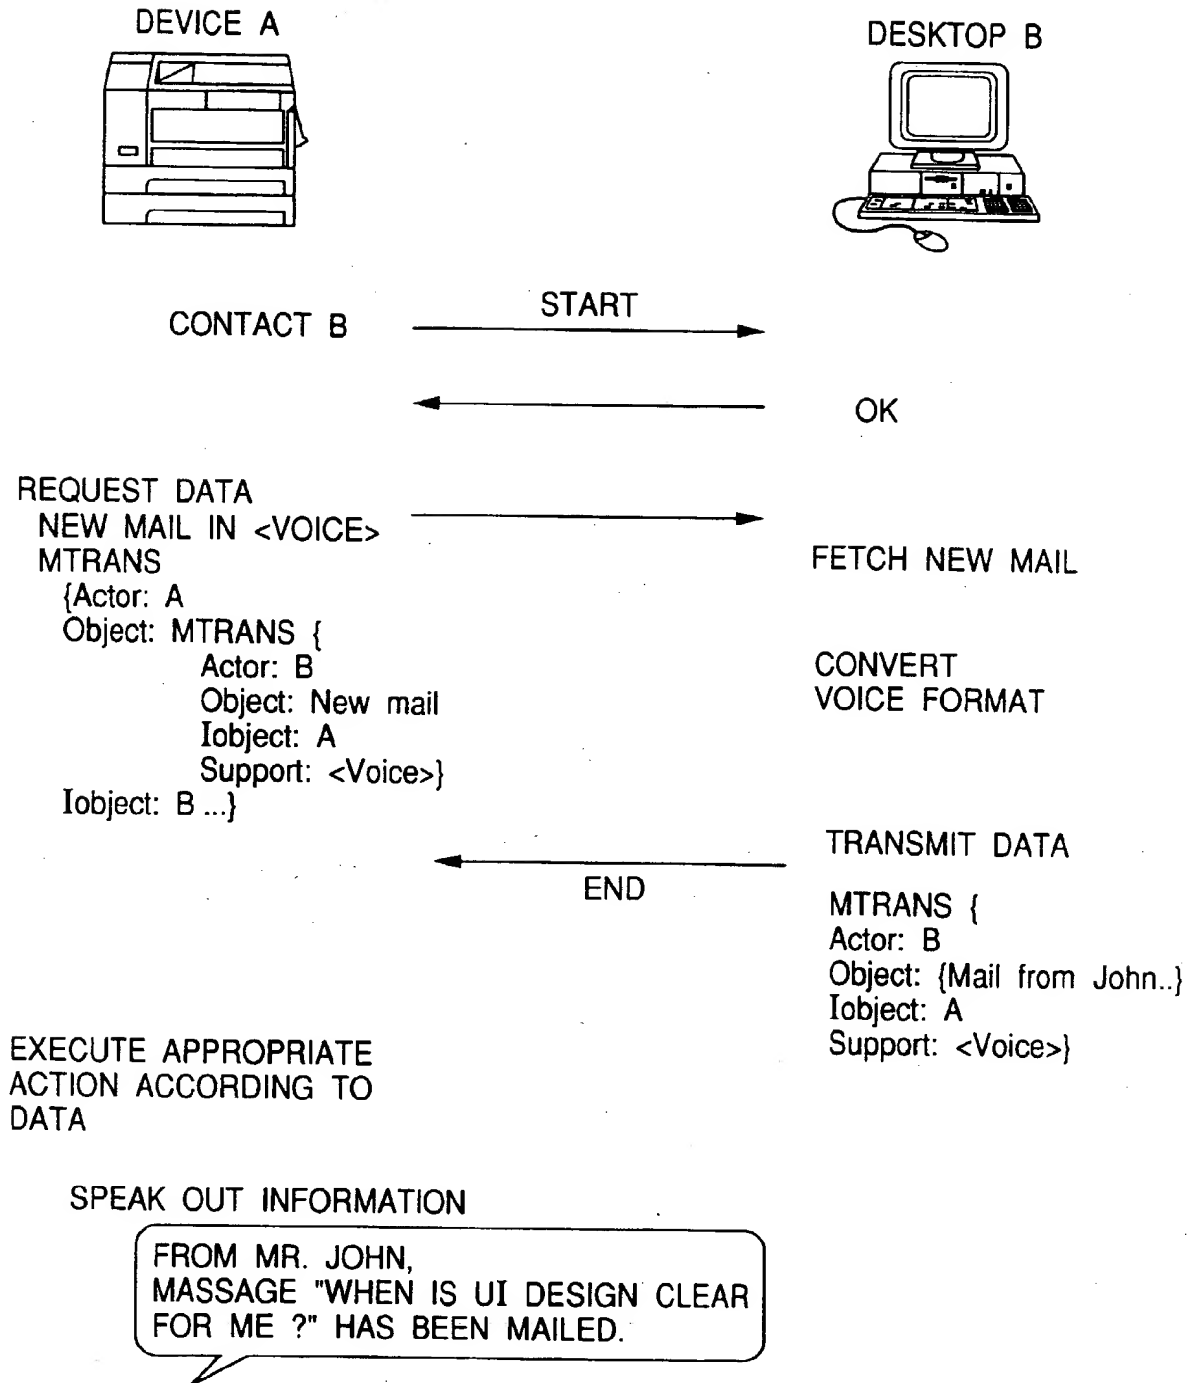 DEVICE A
DESKTOP B
START
CONTACT B
OK
REQUEST DATA
NEW MAIL IN <VOICE>
MTRANS
{Actor: A
Object: MTRANS {
Actor: B
Object: New mail
Iobject: A
Support: <Voice>}
Iobject: B ...}
FETCH NEW MAIL
CONVERT
VOICE FORMAT
TRANSMIT DATA
END
MTRANS {
Actor: B
Object: {Mail from John..}
Iobject: A
Support: <Voice>}
EXECUTE APPROPRIATE
ACTION ACCORDING TO
DATA
SPEAK OUT INFORMATION
FROM MR. JOHN,
MASSAGE "WHEN IS UI DESIGN CLEAR
FOR ME ?" HAS BEEN MAILED.